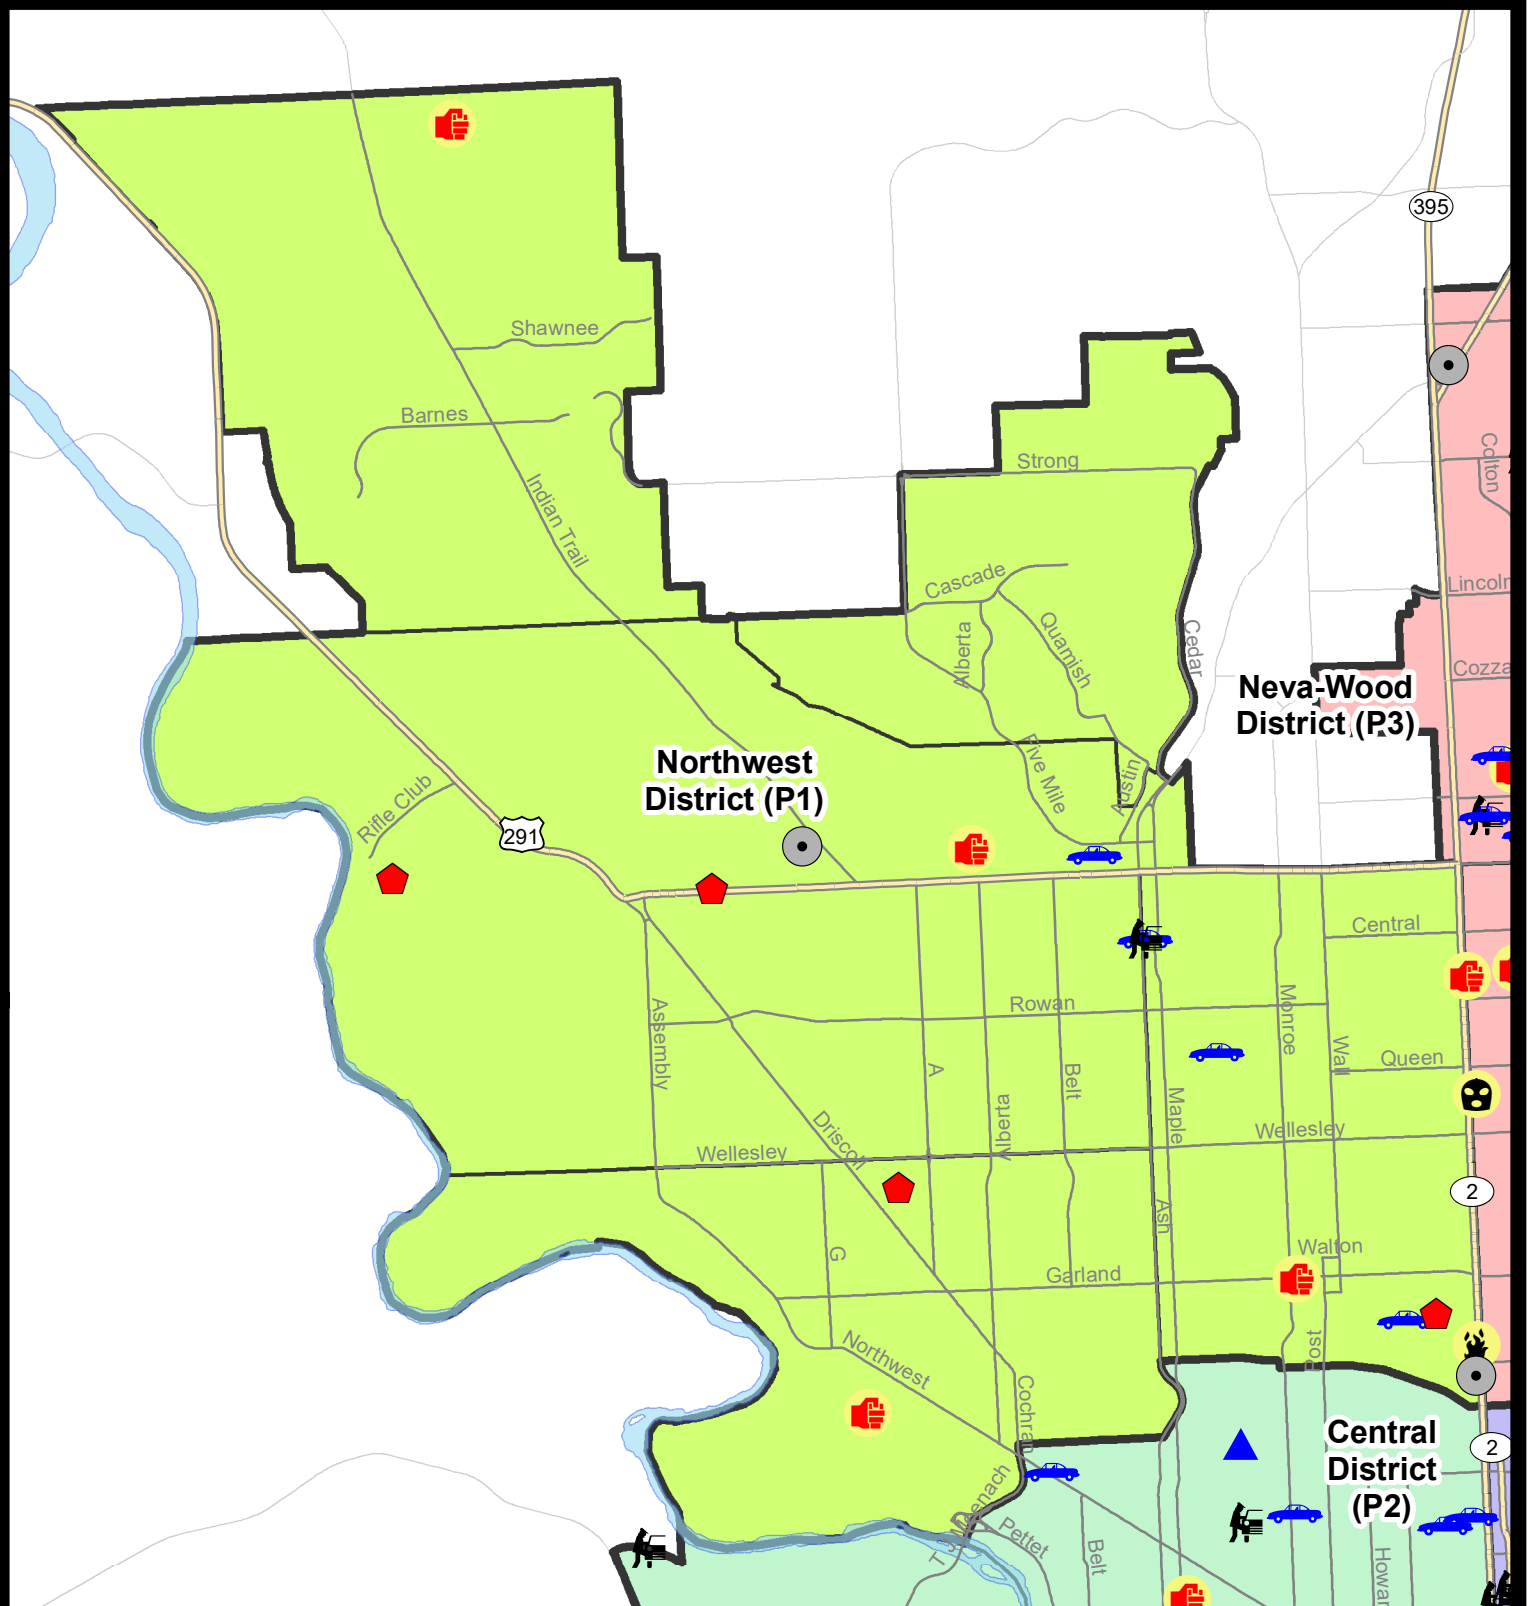 395
Shawnee
Barnes
Colton
Strong
Indian Trail
Cascade
Lincoln
Alberta
Quamish
Cedar
Cozza
Neva-Wood
District (P3)
Northwest
District (P1)
Five Mile
Austin
Rifle Club
291
Central
Assembly
Rowan
Monroe
Wall
Queen
A
Belt
Maple
Alberta
Driscoll
Wellesley
Wellesley
2
Ash
G
Walton
Garland
Post
Northwest
Cochran
Central
District
(P2)
2
Pettet
Belt
Howar